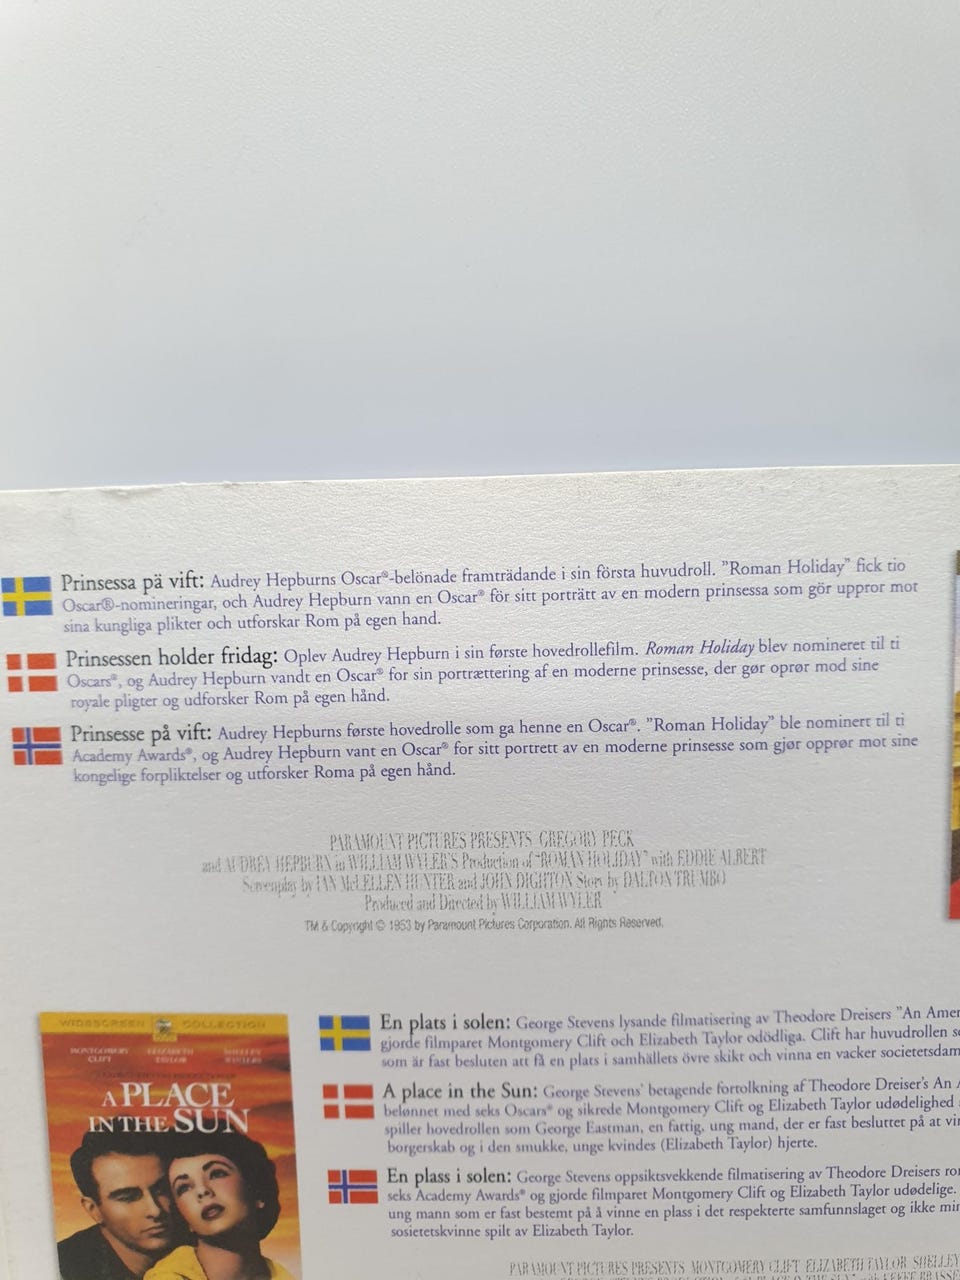 Prinsessa på vift: Audrey Hepburns Oscar®-belönade framträdande i sin första huvudroll. ”Roman Holiday” fick tio
Oscar®-nomineringar, och Audrey Hepburn vann en Oscar® för sitt porträtt av en modern prinsessa som gör uppror mot
sina kungliga plikter och utforskar Rom på egen hand.
Prinsessen holder fridag: Oplev Audrey Hepburn i sin første hovedrollefilm. Roman Holiday blev nomineret til ti
Oscars®, og Audrey Hepburn vandt en Oscar® for sin portrættering af en moderne prinsesse, der gør oprør mod sine
royale pligter og udforsker Rom på egen hånd.
Prinsesse på vift: Audrey Hepburns første hovedrolle som ga henne en Oscar®. ”Roman Holiday” ble nominert til ti
Academy Awards®, og Audrey Hepburn vant en Oscar® for sitt portrett av en moderne prinsesse som gjør opprør mot sine
kongelige forpliktelser og utforsker Roma på egen hånd.
PARAMOUNT PICTURES PRESENTS GREGORY PECK
and AUDREY HEPBURN in WILLIAM WYLER'S Production of "ROMAN HOLIDAY" with EDDIE ALBERT
Screenplay by IAN McLELLEN HUNTER and JOHN DIGHTON Story by DALTON TRUMBO
Produced and Directed by WILLIAM WYLER
TM & Copyright © 1953 by Paramount Pictures Corporation. All Rights Reserved.
WIDESCREEN COLLECTION
MONTGOMERY CLIFT ELIZABETH TAYLOR SHELLEY WINTERS
A PLACE
IN THE SUN
En plats i solen: George Stevens lysande filmatisering av Theodore Dreisers ”An Amer
gjorde filmparet Montgomery Clift och Elizabeth Taylor odödliga. Clift har huvudrollen s
som är fast besluten att få en plats i samhällets övre skikt och vinna en vacker societetsdam
A place in the Sun: George Stevens' betagende fortolkning af Theodore Dreiser's An
belønnet med seks Oscars® og sikrede Montgomery Clift og Elizabeth Taylor udødelighed
spiller hovedrollen som George Eastman, en fattig, ung mand, der er fast besluttet på at vi
borgerskab og i den smukke, unge kvindes (Elizabeth Taylor) hjerte.
En plass i solen: George Stevens oppsiktsvekkende filmatisering av Theodore Dreisers ro
seks Academy Awards® og gjorde filmparet Montgomery Clift og Elizabeth Taylor udødelige.
ung mann som er fast bestemt på å vinne en plass i det respekterte samfunnslaget og ikke mi
sosietetskvinne spilt av Elizabeth Taylor.
PARAMOUNT PICTURES PRESENTS MONTGOMERY CLIFT ELIZABETH TAYLOR SHELLEY